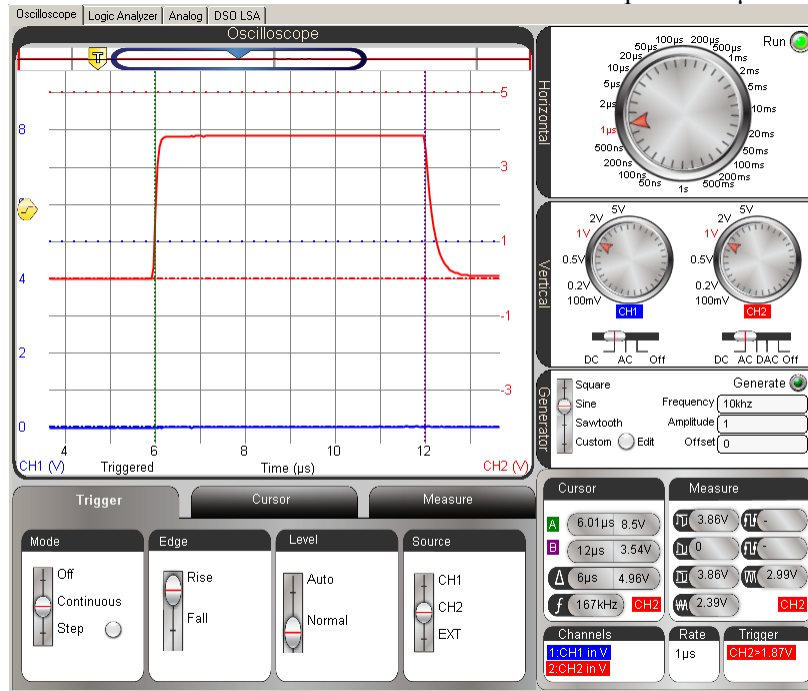 Oscilloscope Logic Analyzer Analog DSO LSA
Oscilloscope
T
8
4
2
0
5
3
1
-1
-3
4 6 8 10 12
CH1 (V) Triggered Time (µs) CH2 (V)
Trigger Cursor Measure
Mode
Off
Continuous
Step
Edge
Rise
Fall
Level
Auto
Normal
Source
CH1
CH2
EXT
Horizontal
Run
50ns
100ns
200ns
500ns
1µs
2µs
5µs
10µs
20µs
50µs
100µs
200µs
500µs
1ms
2ms
5ms
10ms
20ms
50ms
100ms
500ms
1s
Vertical
5V
2V
1V
0.5V
0.2V
100mV
CH1
DC AC Off
5V
2V
1V
0.5V
0.2V
100mV
CH2
DC AC DAC Off
Generator
Square
Sine
Sawtooth
Custom Edit
Generate
Frequency 10khz
Amplitude 1
Offset 0
Cursor
A 6.01µs 8.5V
B 12µs 3.54V
Δ 6µs 4.96V
f 167kHz CH2
Measure
3.86V -
0 -
3.86V 2.99V
2.39V CH2
Channels
1:CH1 in V
2:CH2 in V
Rate
1µs
Trigger
CH2>1.87V